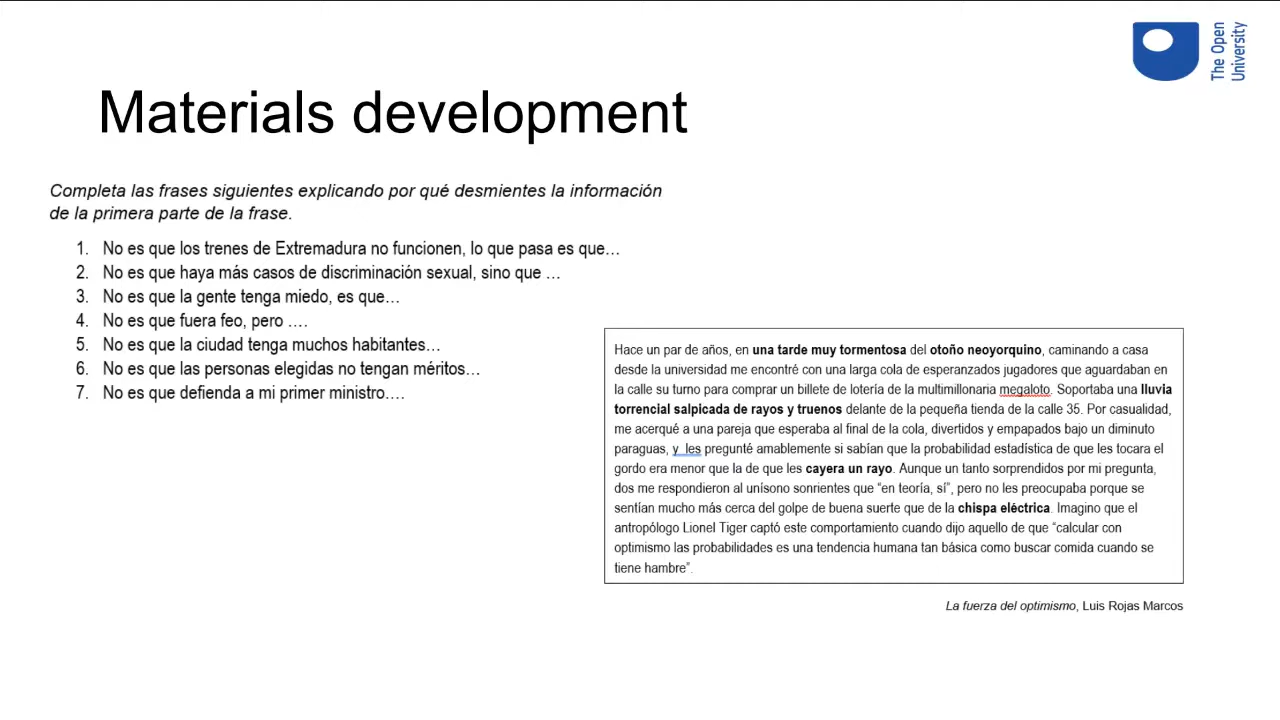 The Open
University
Materials development
Completa las frases siguientes explicando por qué desmientes la información
de la primera parte de la frase.
1. No es que los trenes de Extremadura no funcionen, lo que pasa es que…
2. No es que haya más casos de discriminación sexual, sino que …
3. No es que la gente tenga miedo, es que…
4. No es que fuera feo, pero ….
5. No es que la ciudad tenga muchos habitantes…
6. No es que las personas elegidas no tengan méritos…
7. No es que defienda a mi primer ministro….
Hace un par de años, en una tarde muy tormentosa del otoño neoyorquino, caminando a casa
desde la universidad me encontré con una larga cola de esperanzados jugadores que aguardaban en
la calle su turno para comprar un billete de lotería de la multimillonaria megaloto. Soportaba una lluvia
torrencial salpicada de rayos y truenos delante de la pequeña tienda de la calle 35. Por casualidad,
me acerqué a una pareja que esperaba al final de la cola, divertidos y empapados bajo un diminuto
paraguas, y les pregunté amablemente si sabían que la probabilidad estadística de que les tocara el
gordo era menor que la de que les cayera un rayo. Aunque un tanto sorprendidos por mi pregunta,
dos me respondieron al unísono sonrientes que “en teoría, sí”, pero no les preocupaba porque se
sentían mucho más cerca del golpe de buena suerte que de la chispa eléctrica. Imagino que el
antropólogo Lionel Tiger captó este comportamiento cuando dijo aquello de que “calcular con
optimismo las probabilidades es una tendencia humana tan básica como buscar comida cuando se
tiene hambre”.
La fuerza del optimismo, Luis Rojas Marcos